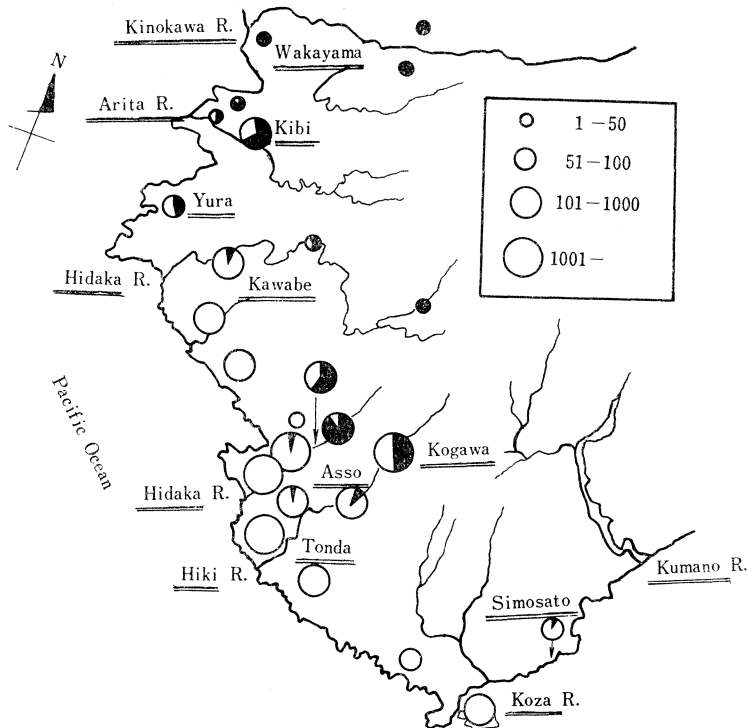 Kinokawa R.
Wakayama
N
Arita R.
Kibi
1-50
51-100
101-1000
1001-
Yura
Hidaka R.
Kawabe
Pacific Ocean
Kogawa
Asso
Hidaka R.
Tonda
Hiki R.
Kumano R.
Simosato
Koza R.